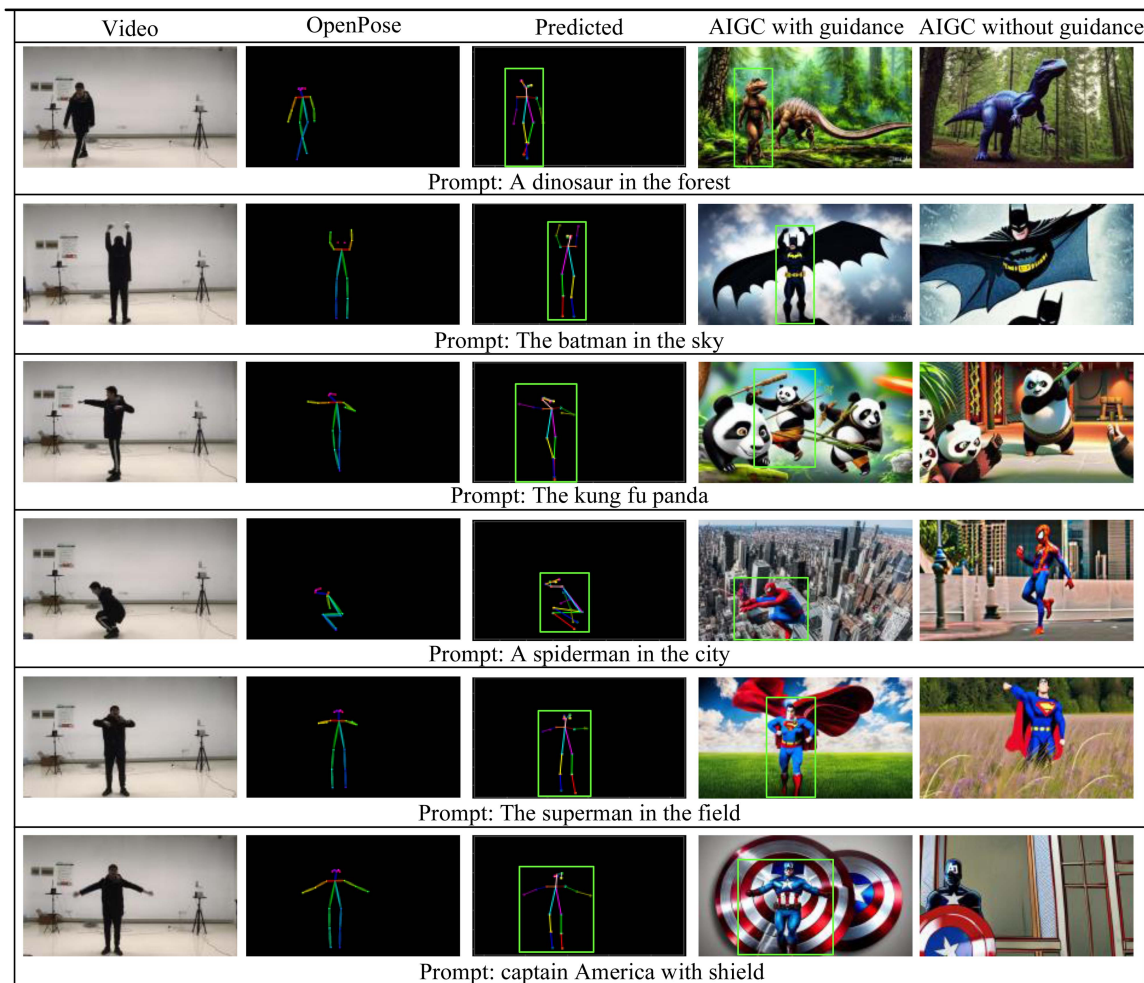 Video OpenPose Predicted AIGC with guidance AIGC without guidance
Prompt: A dinosaur in the forest
Prompt: The batman in the sky
Prompt: The kung fu panda
Prompt: A spiderman in the city
Prompt: The superman in the field
Prompt: captain America with shield